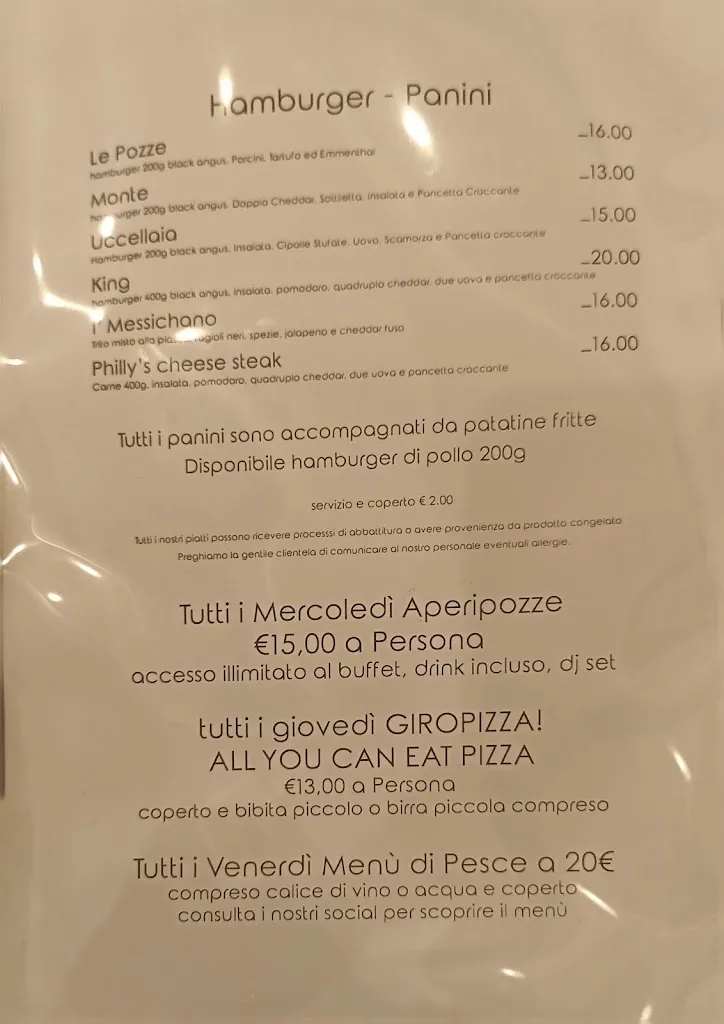 Hamburger - Panini
Le Pozze _16.00
hamburger 200g black angus, Porcini, Tartufo ed Emmenthal
Monte _13.00
hamburger 200g black angus, Doppio Cheddar, Salsietta, Insalata e Pancetta Croccante
Uccellaia _15.00
Hamburger 200g black angus, Insalata, Cipolle Stufate, Uovo, Scamorza e Pancetta croccante
King _20.00
hamburger 400g black angus, insalata, pomodoro, quadruplo cheddar, due uova e pancetta croccante
I' Messichano _16.00
Trito misto alla fagioli neri, spezie, jalapeno e cheddar fuso
Philly's cheese steak _16.00
Carne 400g, insalata, pomodoro, quadruplo cheddar, due uova e pancetta croccante
Tutti i panini sono accompagnati da patatine fritte
Disponibile hamburger di pollo 200g
servizio e coperto € 2.00
Tutti i nostri piatti possono ricevere processsi di abbattitura o avere provenienza da prodotto congelato
Preghiamo la gentile clientela di comunicare al nostro personale eventuali allergie.
Tutti i Mercoledì Aperipozze
€15,00 a Persona
accesso illimitato al buffet, drink incluso, dj set
tutti i giovedì GIROPIZZA!
ALL YOU CAN EAT PIZZA
€13,00 a Persona
coperto e bibita piccolo o birra piccola compreso
Tutti i Venerdì Menù di Pesce a 20€
compreso calice di vino o acqua e coperto
consulta i nostri social per scoprire il menù